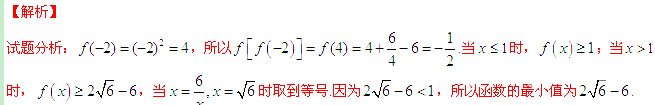 【解析】
试题分析：f(-2)=(-2)²=4，所以f[f(-2)]=f(4)=4+6/4-6=-1/2.当x≤1时，f(x)≥1；当x>1
时，f(x)≥2√6-6，当x=6/x,x=√6时取到等号.因为2√6-6<1，所以函数的最小值为2√6-6.